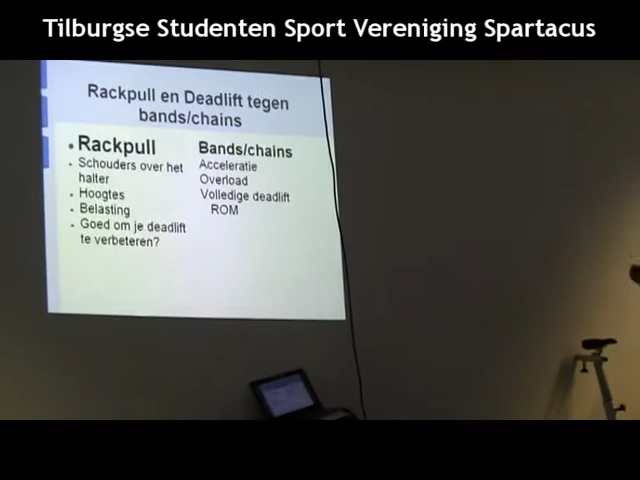 Tilburgse Studenten Sport Vereniging Spartacus
Rackpull en Deadlift tegen
bands/chains
• Rackpull
• Schouders over het
halter
• Hoogtes
• Belasting
• Goed om je deadlift
te verbeteren?
Bands/chains
Acceleratie
Overload
Volledige deadlift
ROM